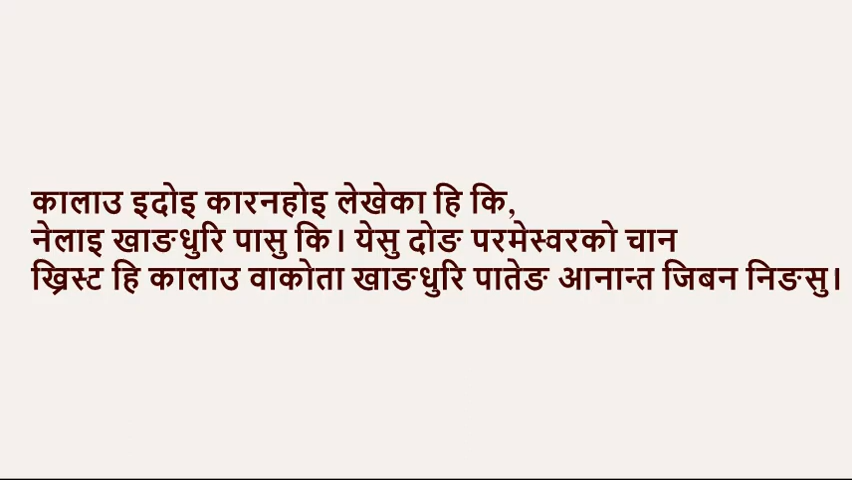 कालाउ इदोइ कारनहोइ लेखेका हि कि,
नेलाइ खाङधुरि पासु कि। येसु दोङ परमेस्वरको चान
ख्रिस्ट हि कालाउ वाकोता खाङधुरि पातेङ आनान्त जिबन निङसु।